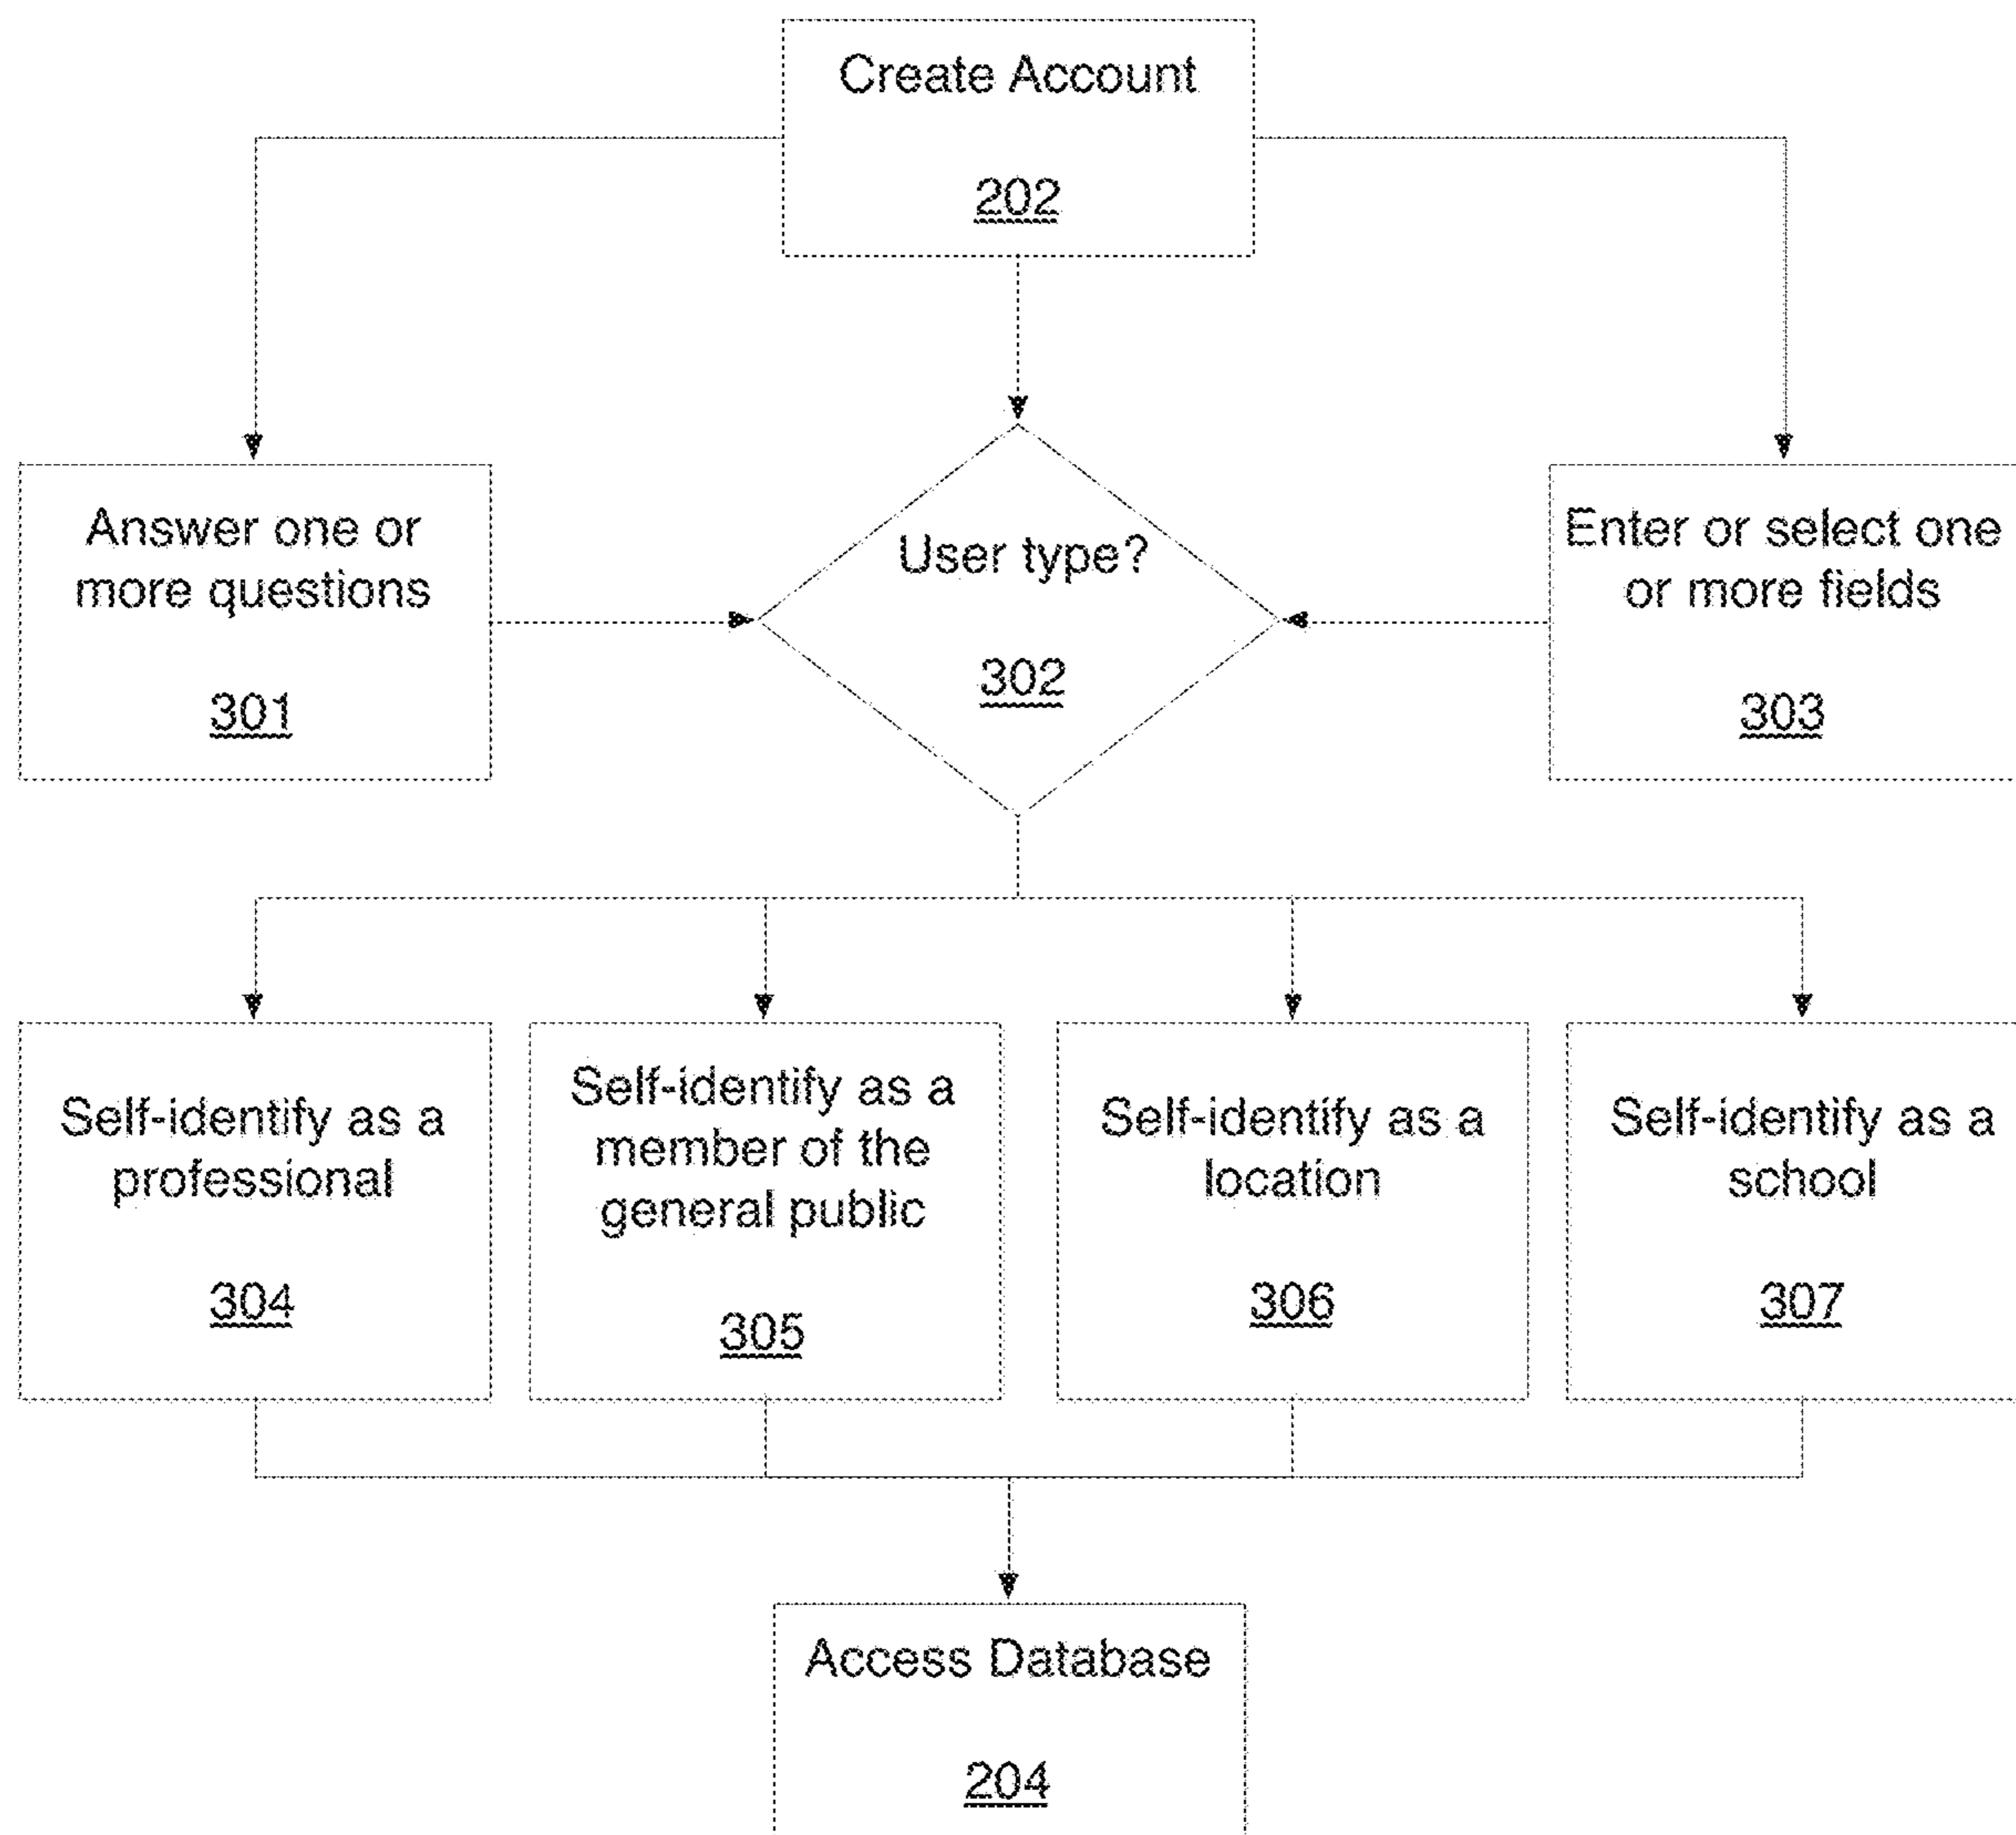 Create Account
202
Answer one or
more questions
301
User type?
302
Enter or select one
or more fields
303
Self-identify as a
professional
304
Self-identify as a
member of the
general public
305
Self-identify as a
location
306
Self-identify as a
school
307
Access Database
204